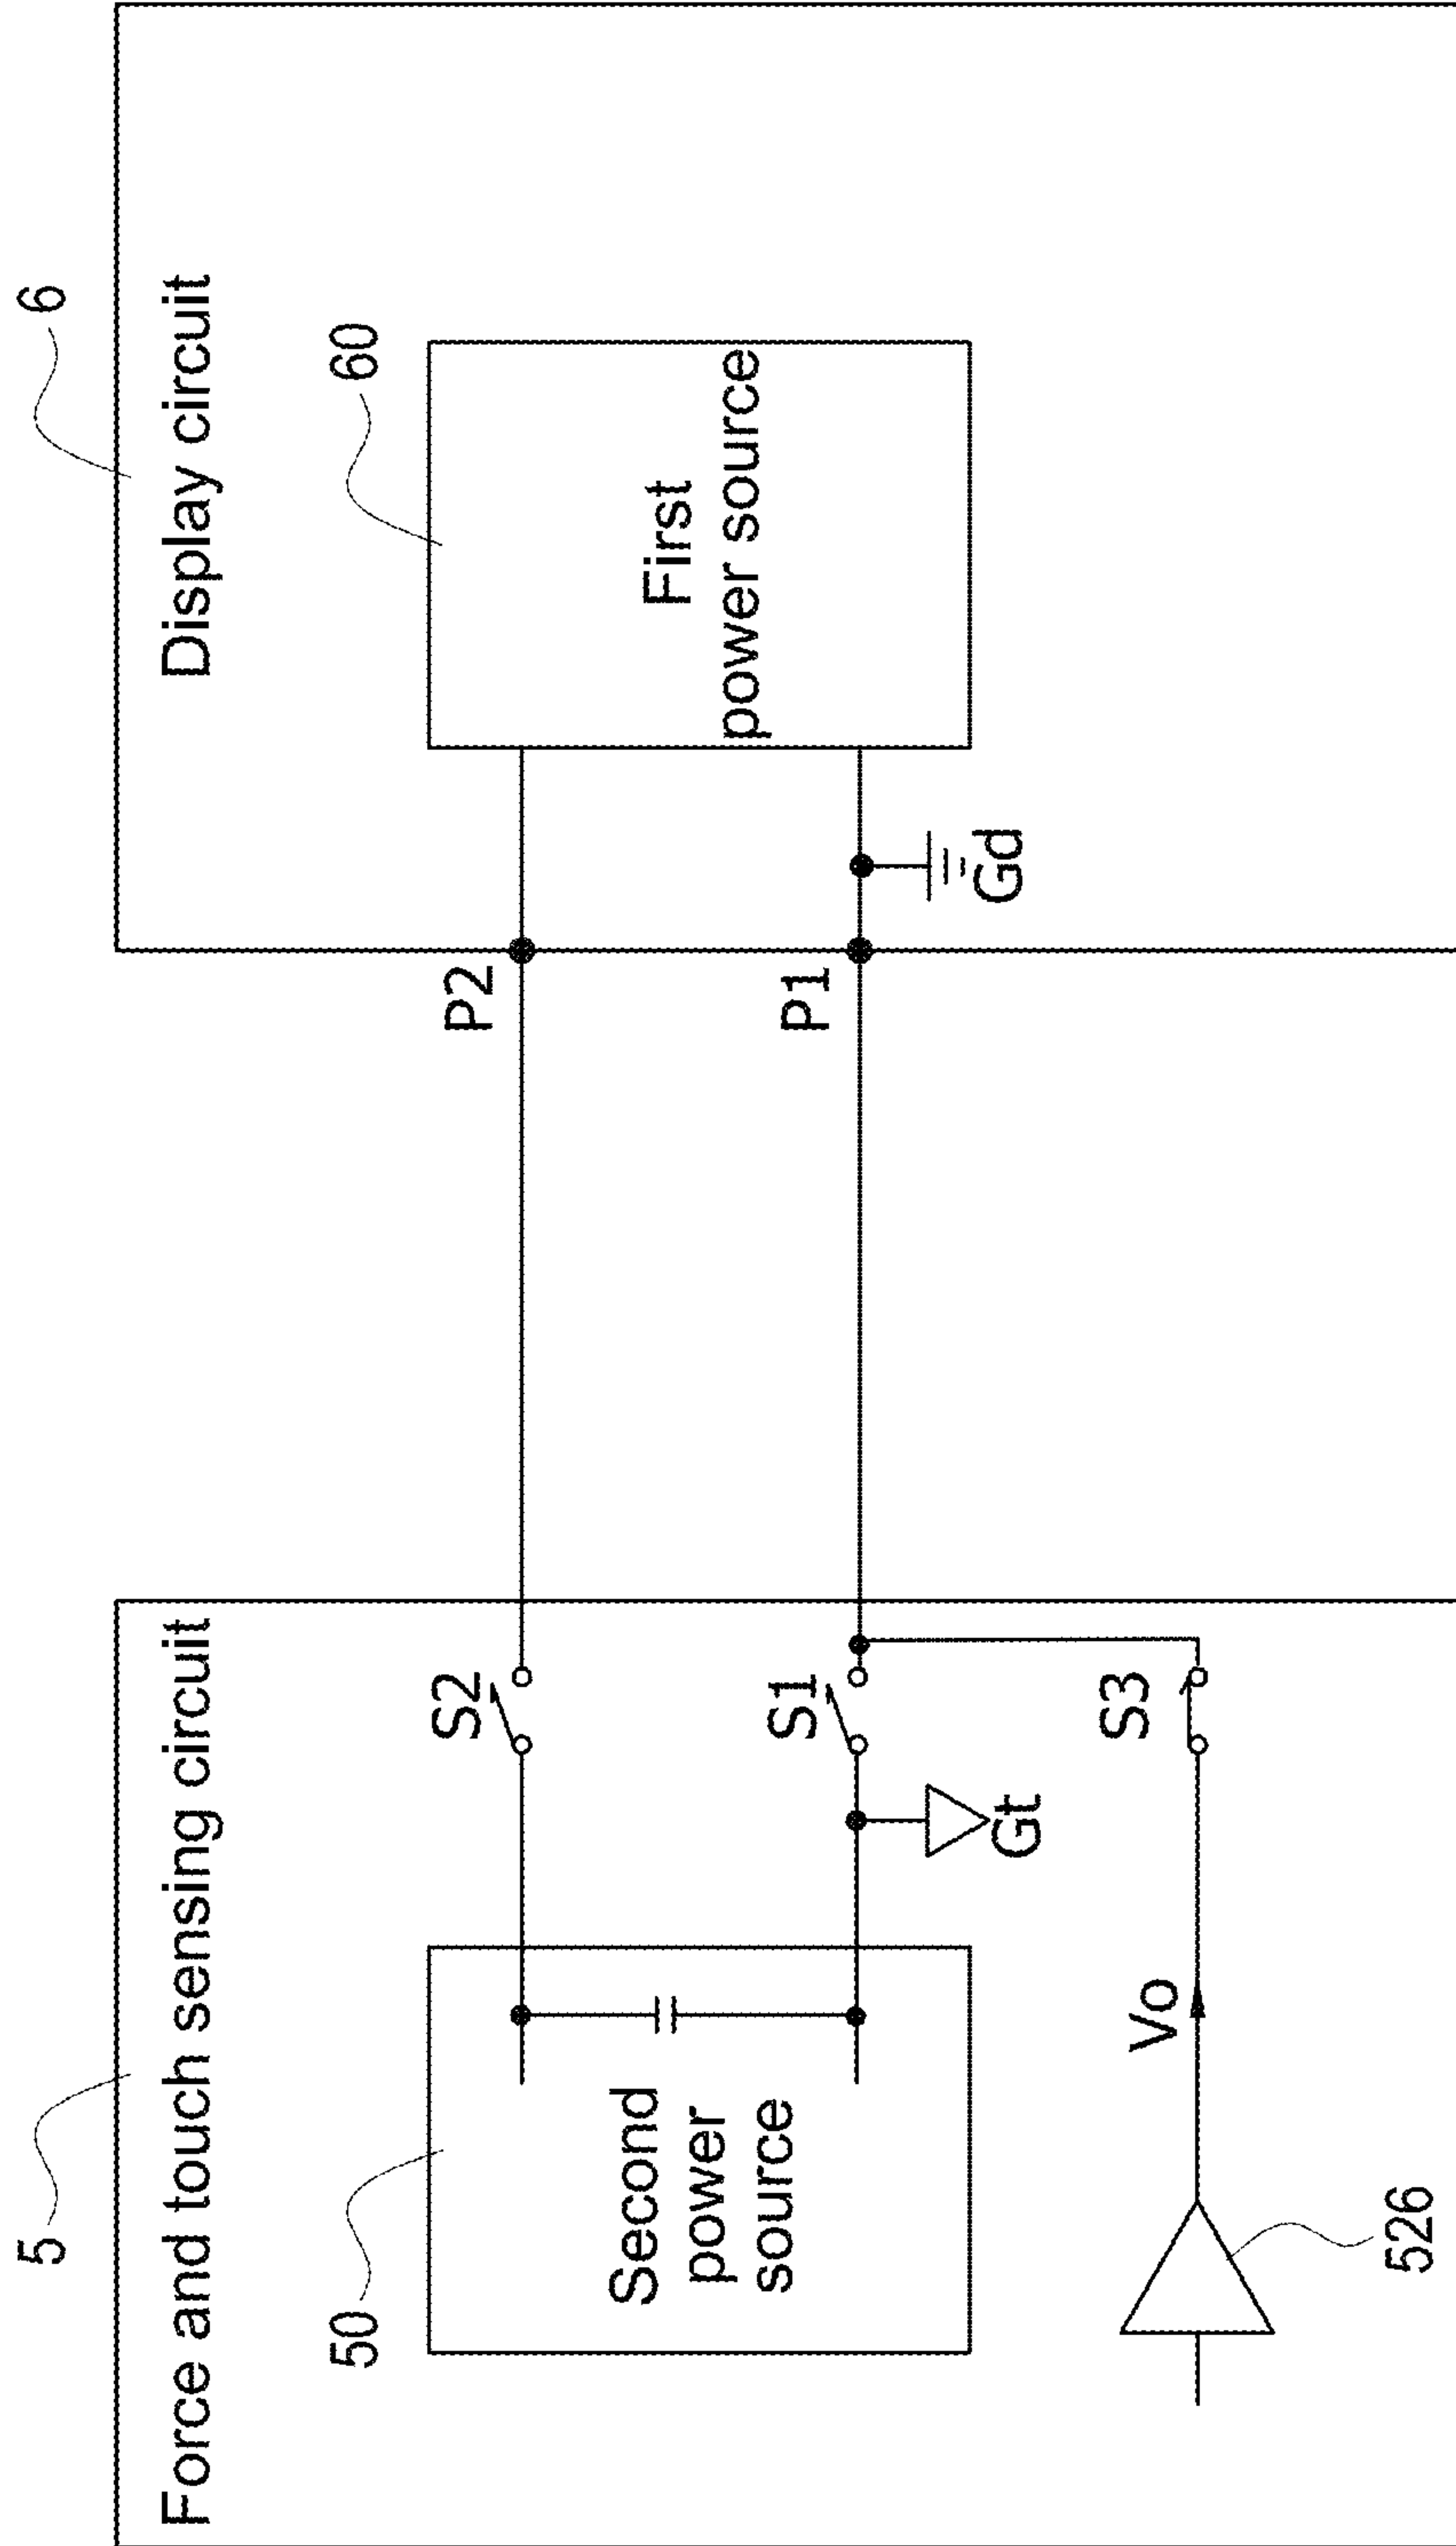 5
6
Force and touch sensing circuit
Display circuit
50
60
Second
power
source
First
power source
S2
P2
S1
P1
Gt
Gd
S3
Vo
526